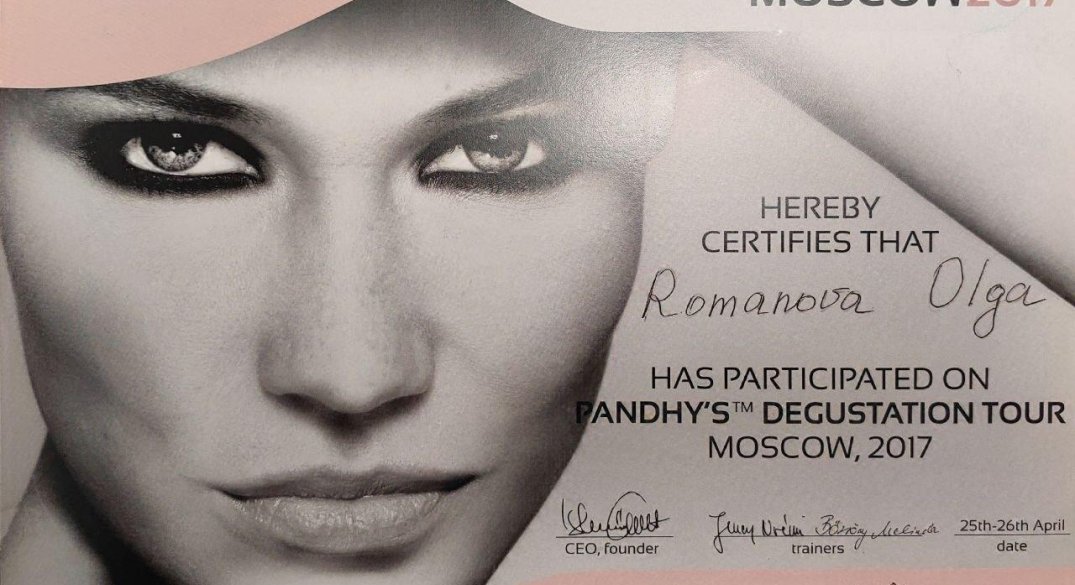 MOSCOW2017
HEREBY
CERTIFIES THAT
Romanova Olga
HAS PARTICIPATED ON
PANDHY'S™ DEGUSTATION TOUR
MOSCOW, 2017
25th-26th April
CEO, founder
trainers
date